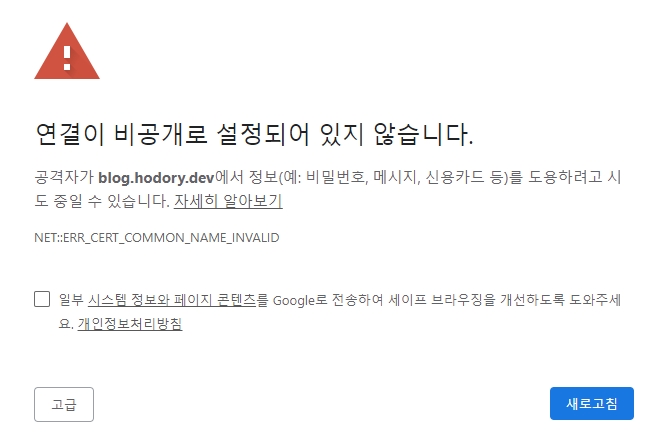 연결이 비공개로 설정되어 있지 않습니다.
공격자가 blog.hodory.dev에서 정보(예: 비밀번호, 메시지, 신용카드 등)를 도용하려고 시
도 중일 수 있습니다. 자세히 알아보기
NET::ERR_CERT_COMMON_NAME_INVALID
일부 시스템 정보와 페이지 콘텐츠를 Google로 전송하여 세이프 브라우징을 개선하도록 도와주세
요. 개인정보처리방침
고급
새로고침